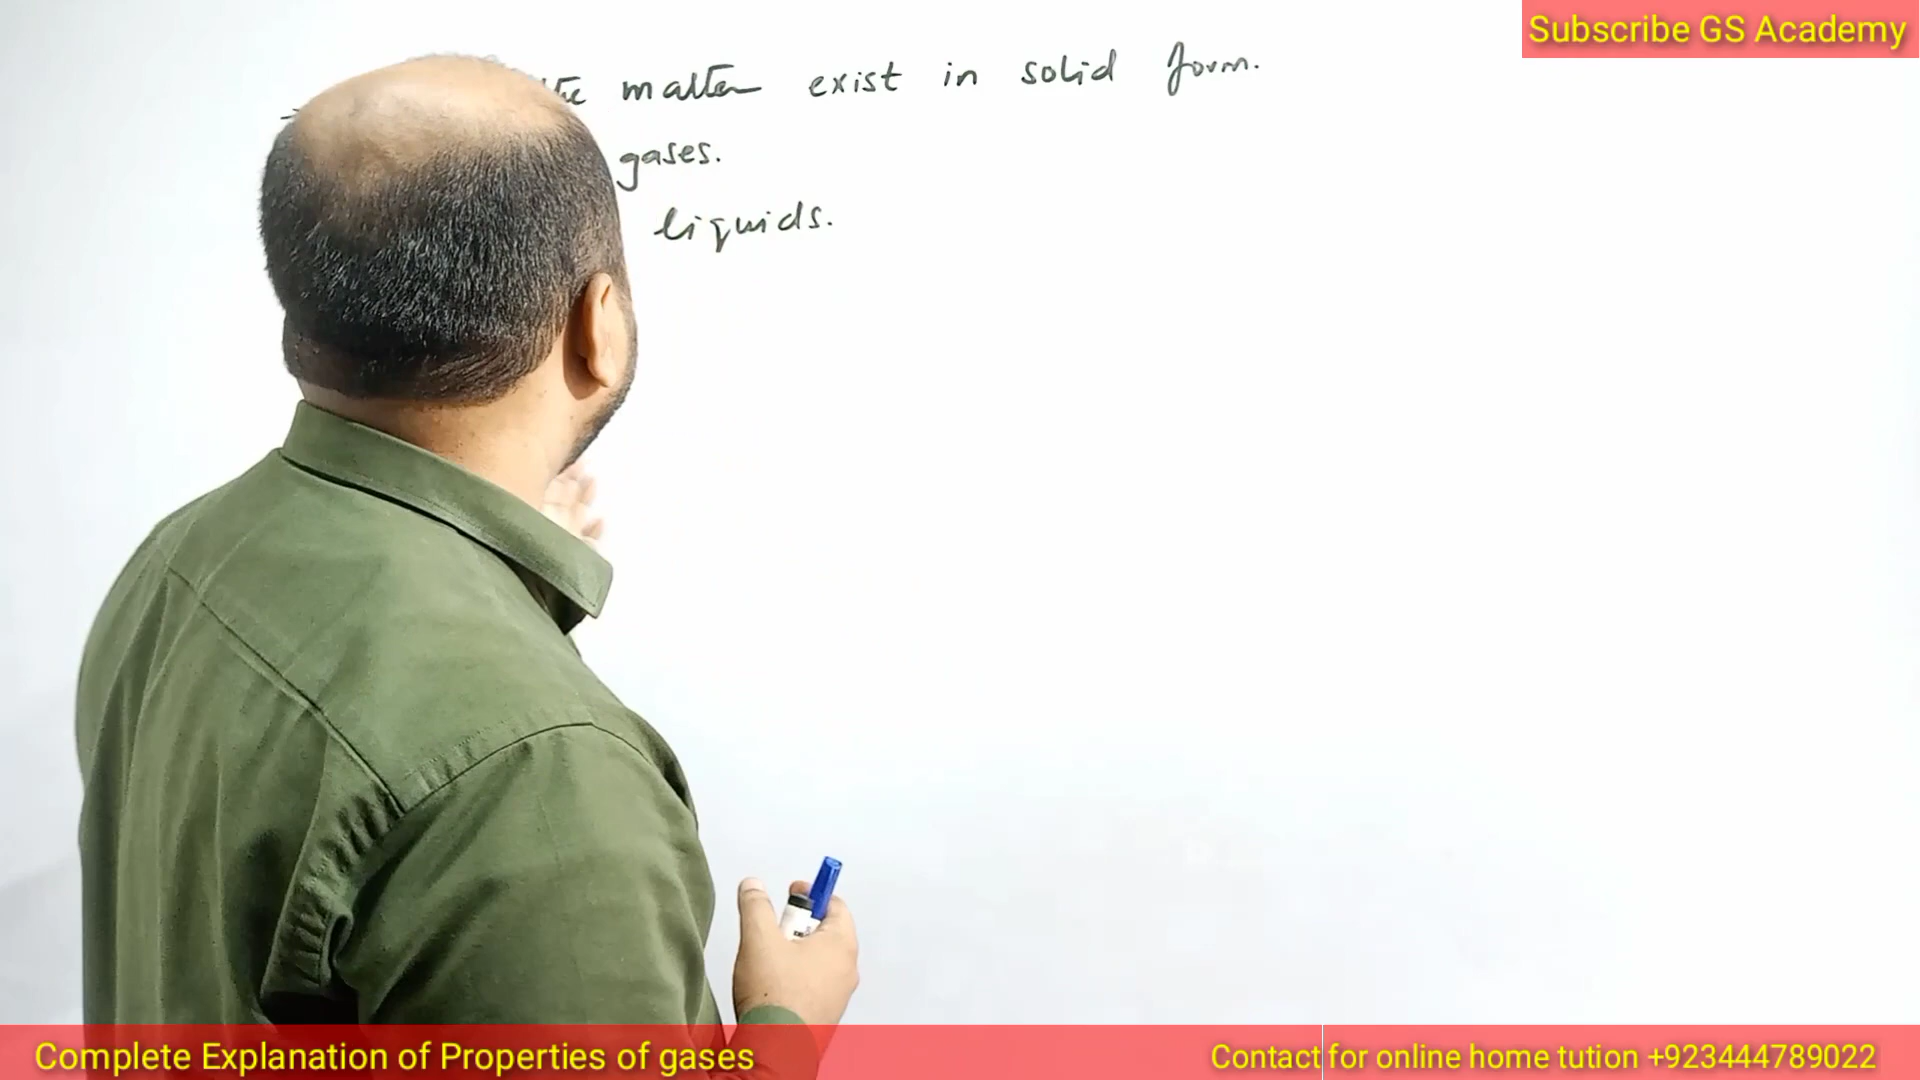 Subscribe GS Academy
matter exist in solid form.
gases.
liquids.
Complete Explanation of Properties of gases
Contact for online home tution +923444789022